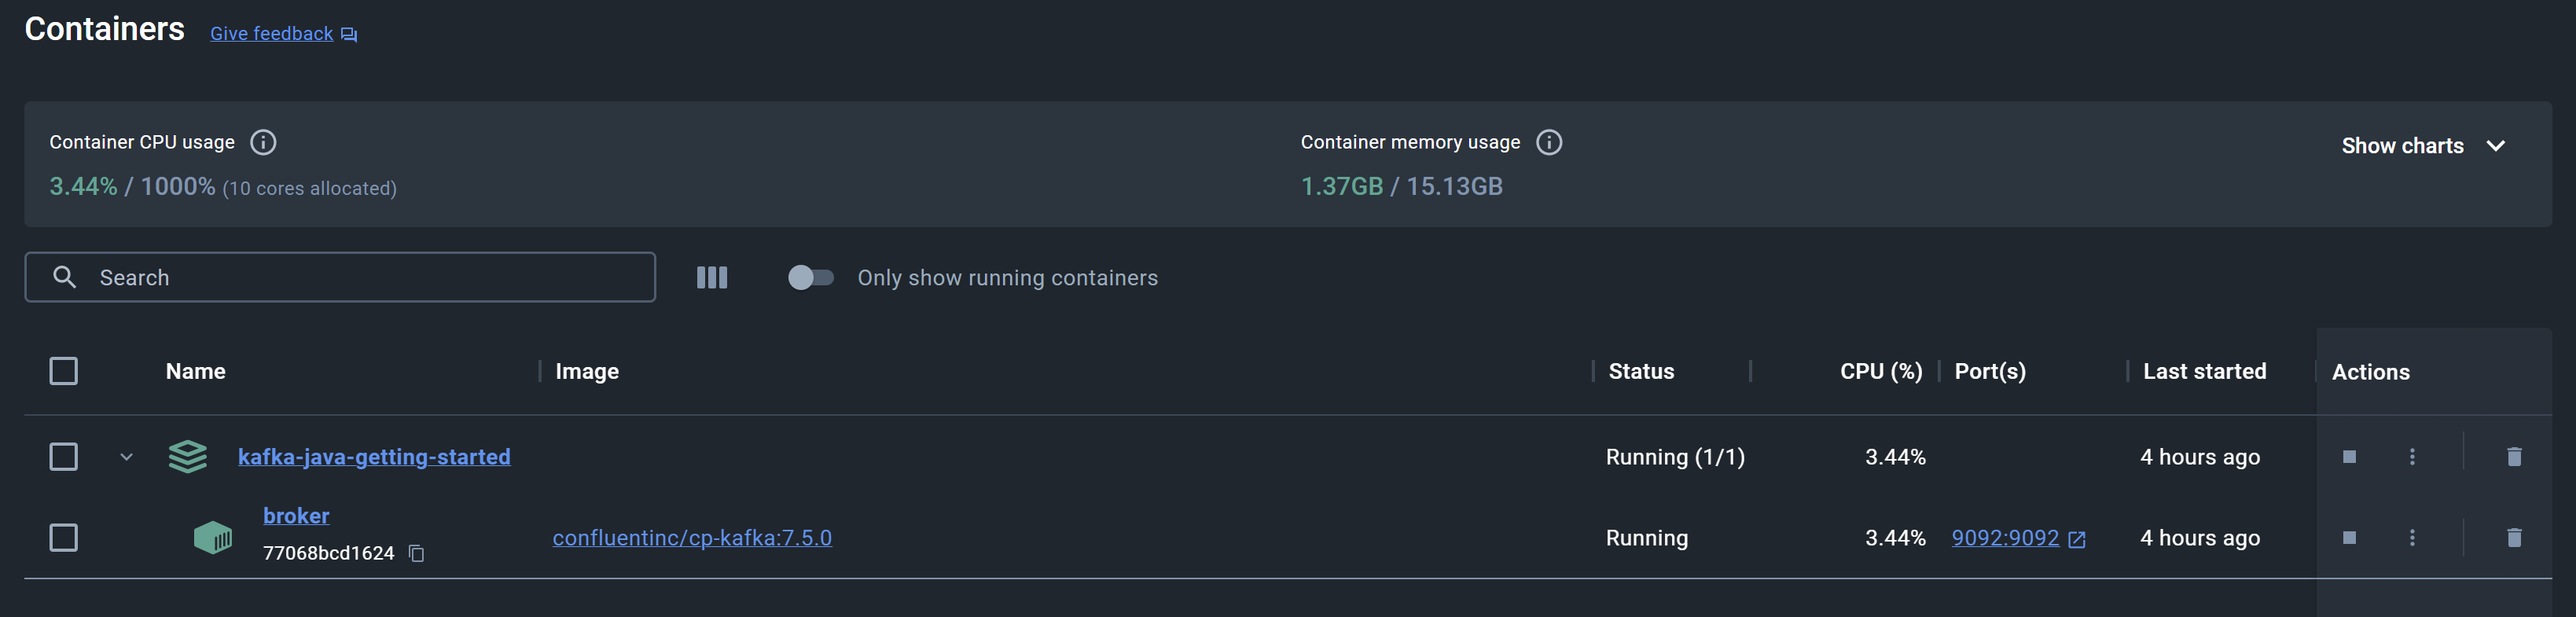 Containers Give feedback
Container CPU usage
3.44% / 1000% (10 cores allocated)
Container memory usage
1.37GB / 15.13GB
Show charts
Search
Only show running containers
Name Image Status CPU (%) Port(s) Last started Actions
kafka-java-getting-started Running (1/1) 3.44% 4 hours ago
broker
77068bcd1624
confluentinc/cp-kafka:7.5.0 Running 3.44% 9092:9092 4 hours ago